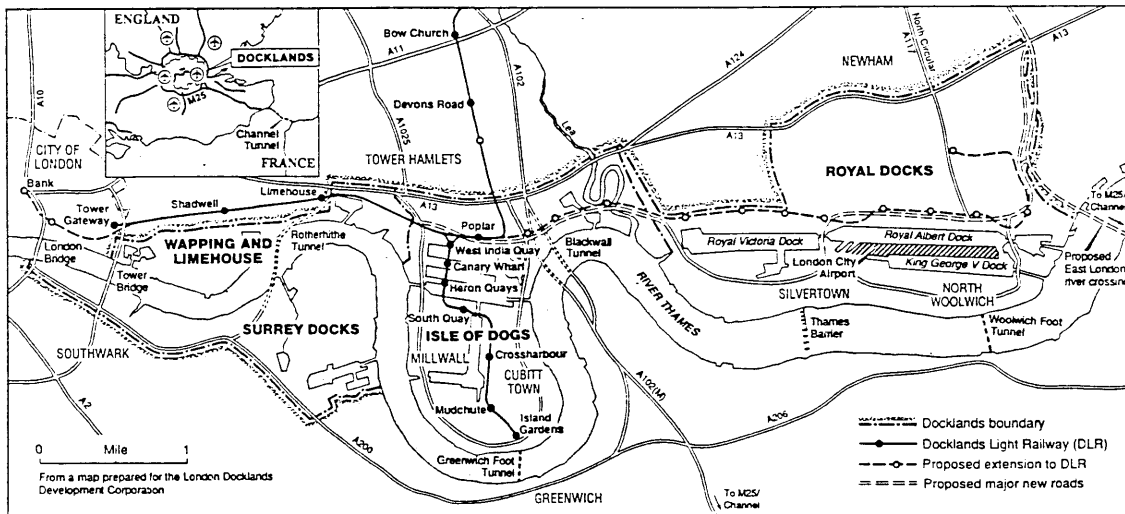 ENGLAND
DOCKLANDS
M25
Channel
Tunnel
FRANCE
A10
CITY OF
LONDON
Bank
Tower
Gateway
London
Bridge
Tower
Bridge
Shadwell
Limehouse
WAPPING AND
LIMEHOUSE
Rotherhithe
Tunnel
SURREY DOCKS
SOUTHWARK
A2
A200
Bow Church
A11
A102
Devons Road
A1025
TOWER HAMLETS
A13
Poplar
West India Quay
Canary Wharf
Heron Quays
South Quay
ISLE OF DOGS
MILLWALL
Crossharbour
CUBITT
TOWN
Mudchute
Island
Gardens
Greenwich Foot
Tunnel
GREENWICH
Lea
Blackwall
Tunnel
RIVER THAMES
A102(M)
A206
To M25/
Channel
A124
A13
North Circular
A117
A13
NEWHAM
ROYAL DOCKS
Royal Victoria Dock
Royal Albert Dock
London City
Airport
King George V Dock
SILVERTOWN
NORTH
WOOLWICH
Thames
Barrier
Woolwich Foot
Tunnel
To M25/
Channel
Proposed
East London
river crossing
0 Mile 1
From a map prepared for the London Docklands
Development Corporation
Docklands boundary
Docklands Light Railway (DLR)
Proposed extension to DLR
Proposed major new roads